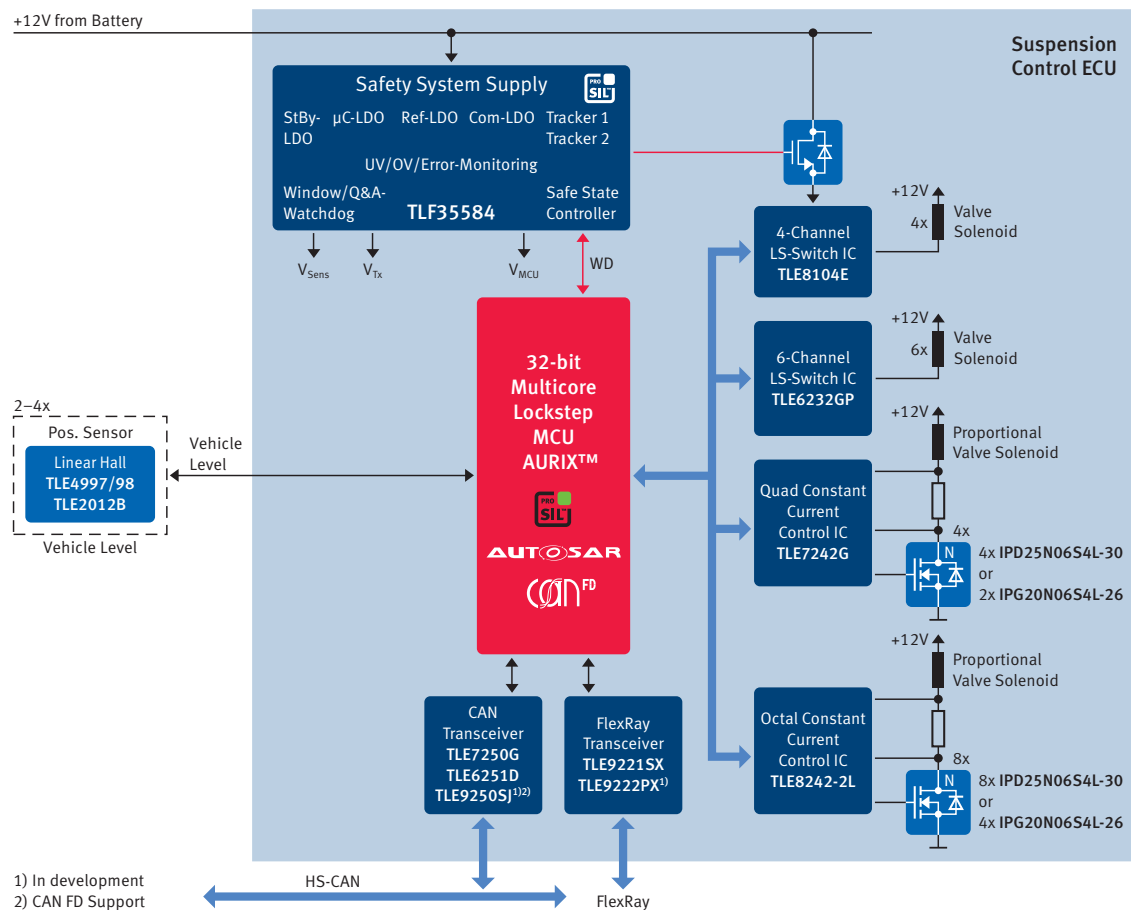 +12V from Battery
Suspension
Control ECU
Safety System Supply
PRO
SIL™
StBy-
LDO
µC-LDO
Ref-LDO
Com-LDO
Tracker 1
Tracker 2
UV/OV/Error-Monitoring
Window/Q&A-
Watchdog
TLF35584
Safe State
Controller
VSens
VTx
VMCU
WD
4-Channel
LS-Switch IC
TLE8104E
+12V
4x
Valve
Solenoid
6-Channel
LS-Switch IC
TLE6232GP
+12V
6x
Valve
Solenoid
32-bit
Multicore
Lockstep
MCU
AURIX™
PRO
SIL™
AUTOSAR
CAN FD
2–4x
Pos. Sensor
Linear Hall
TLE4997/98
TLE2012B
Vehicle Level
Vehicle
Level
+12V
Proportional
Valve Solenoid
Quad Constant
Current
Control IC
TLE7242G
4x
N
4x IPD25N06S4L-30
or
2x IPG20N06S4L-26
+12V
Proportional
Valve Solenoid
Octal Constant
Current
Control IC
TLE8242-2L
8x
N
8x IPD25N06S4L-30
or
4x IPG20N06S4L-26
CAN
Transceiver
TLE7250G
TLE6251D
TLE9250SJ1)2)
FlexRay
Transceiver
TLE9221SX
TLE9222PX1)
HS-CAN
FlexRay
1) In development
2) CAN FD Support